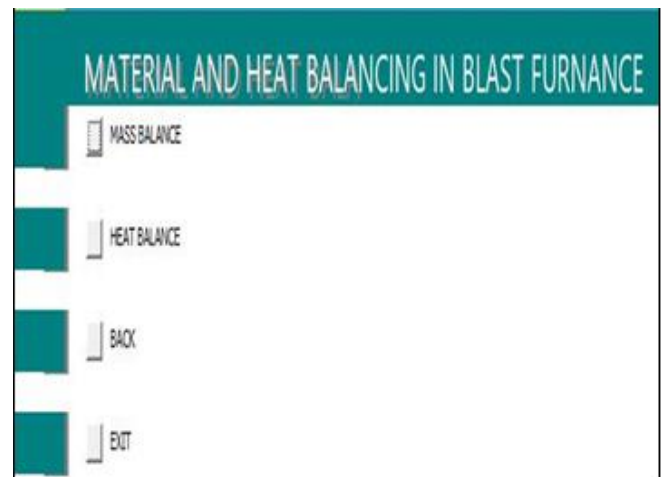 MATERIAL AND HEAT BALANCING IN BLAST FURNANCE
MASS BALANCE
HEAT BALANCE
BACK
EXIT